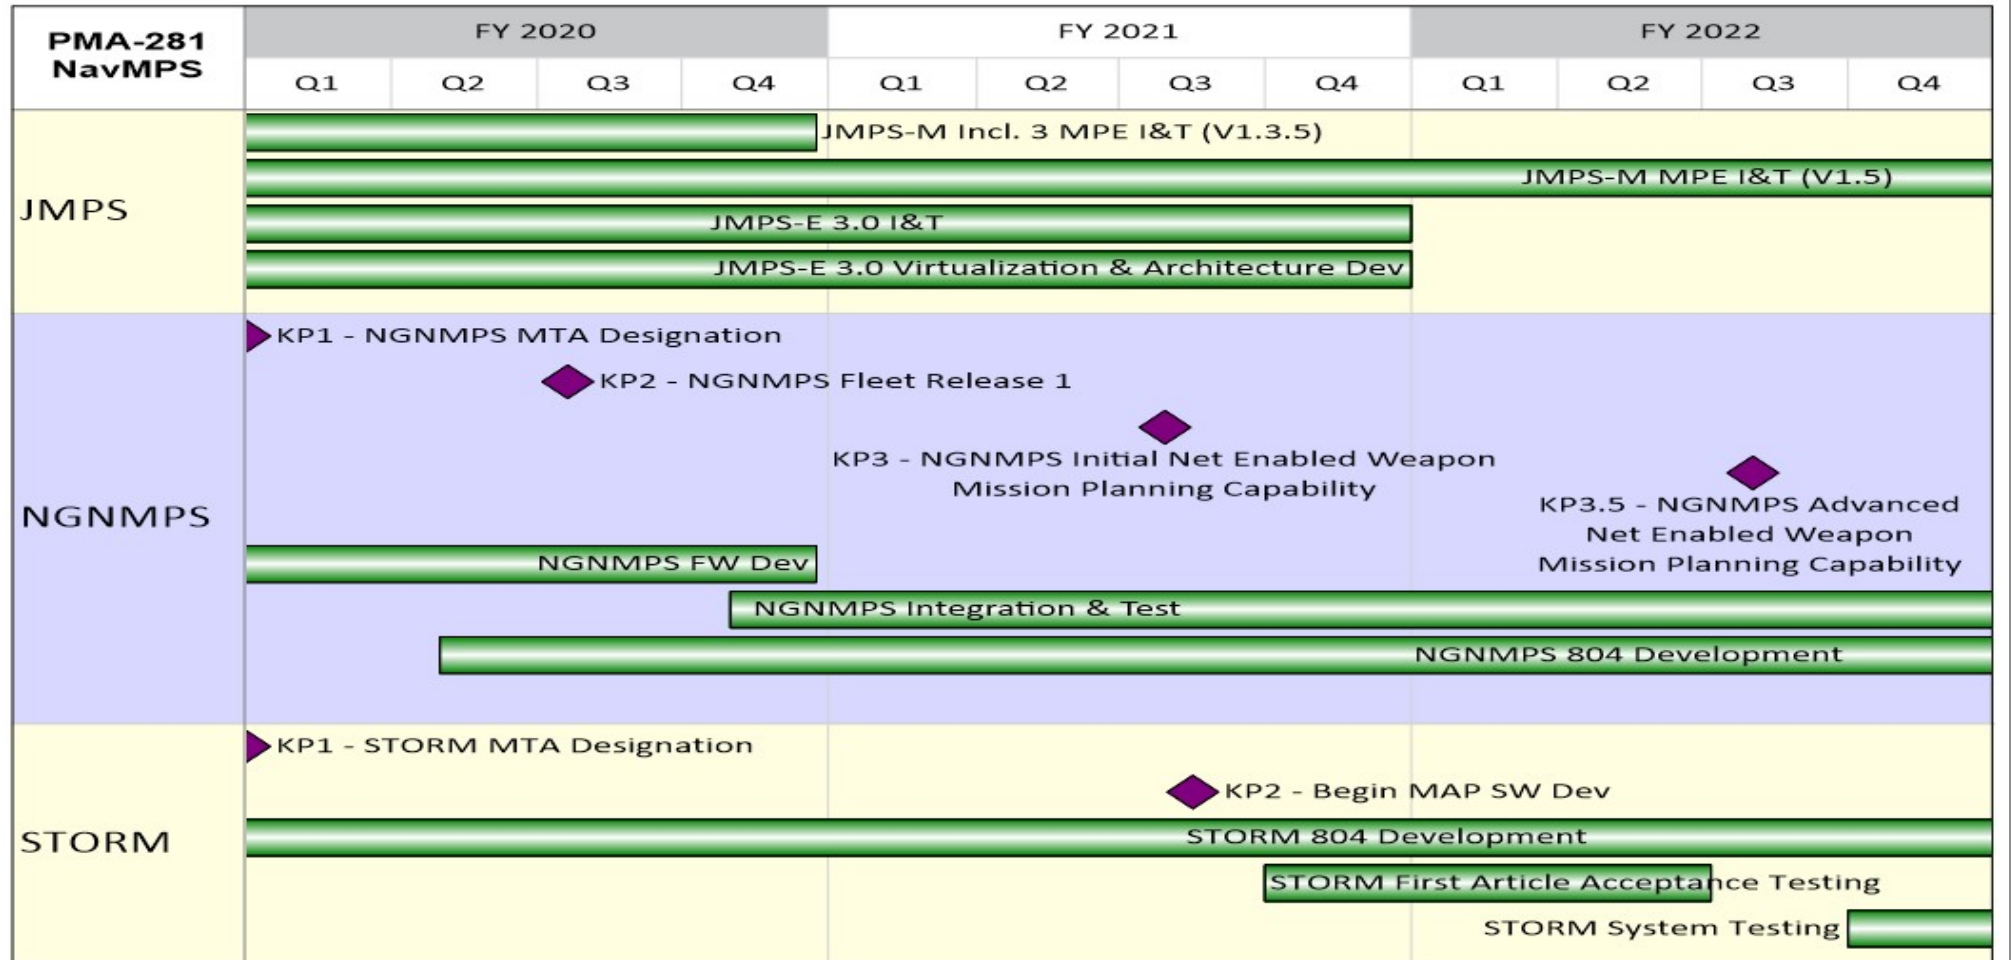 PMA-281
NavMPS
FY 2020
FY 2021
FY 2022
Q1 Q2 Q3 Q4 Q1 Q2 Q3 Q4 Q1 Q2 Q3 Q4
JMPS
JMPS-M Incl. 3 MPE I&T (V1.3.5)
JMPS-M MPE I&T (V1.5)
JMPS-E 3.0 I&T
JMPS-E 3.0 Virtualization & Architecture Dev
NGNMPS
KP1 - NGNMPS MTA Designation
KP2 - NGNMPS Fleet Release 1
KP3 - NGNMPS Initial Net Enabled Weapon
Mission Planning Capability
KP3.5 - NGNMPS Advanced
Net Enabled Weapon
Mission Planning Capability
NGNMPS FW Dev
NGNMPS Integration & Test
NGNMPS 804 Development
STORM
KP1 - STORM MTA Designation
KP2 - Begin MAP SW Dev
STORM 804 Development
STORM First Article Acceptance Testing
STORM System Testing